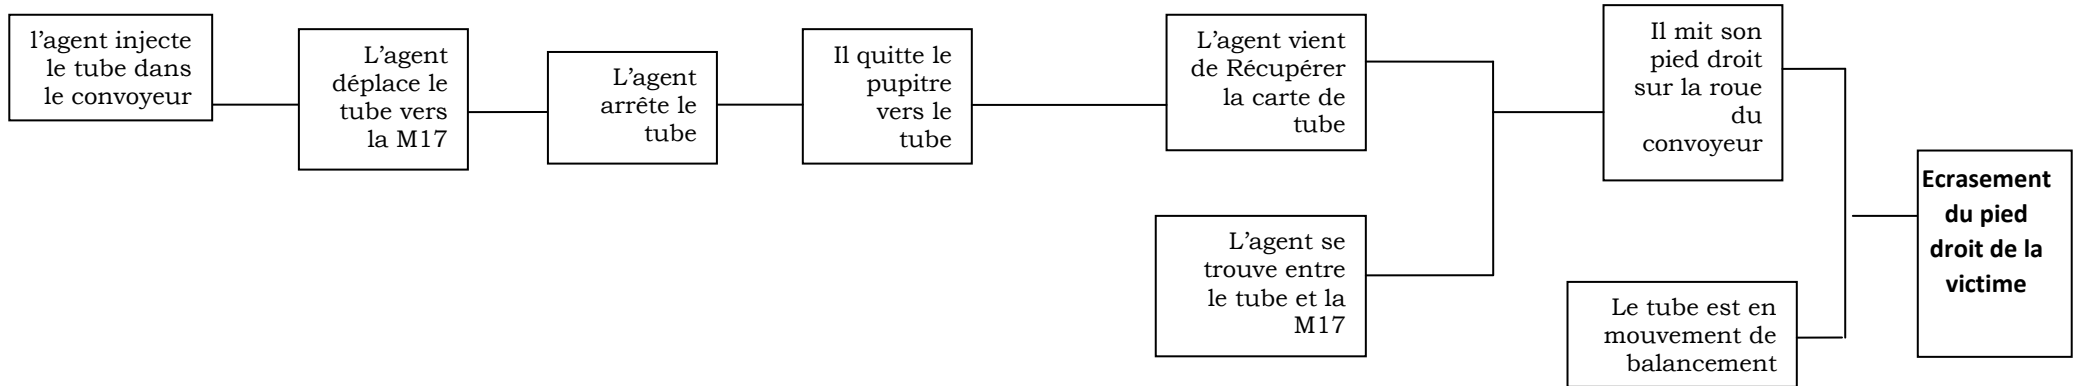 l’agent injecte
le tube dans
le convoyeur
L’agent
déplace le
tube vers
la M17
L’agent
arrête le
tube
Il quitte le
pupitre
vers le
tube
L’agent vient
de Récupérer
la carte de
tube
L’agent se
trouve entre
le tube et la
M17
Il mit son
pied droit
sur la roue
du
convoyeur
Le tube est en
mouvement de
balancement
Ecrasement
du pied
droit de la
victime